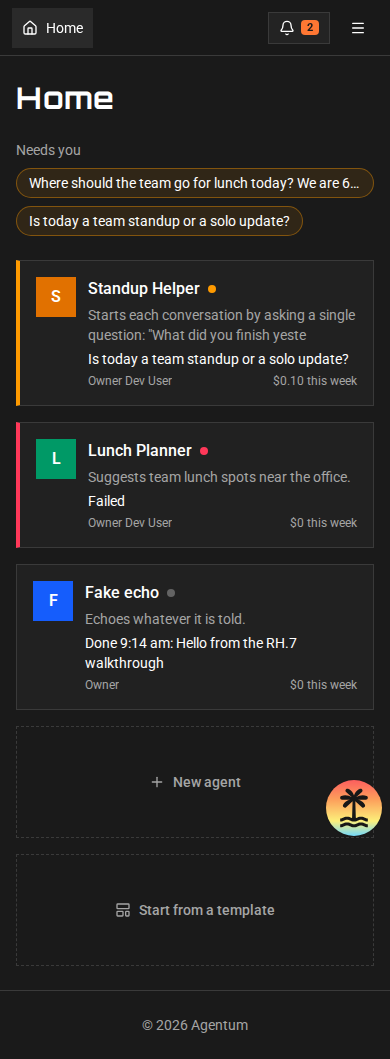 Home
2
Home
Needs you
Where should the team go for lunch today? We are 6...
Is today a team standup or a solo update?
S
Standup Helper
Starts each conversation by asking a single
question: "What did you finish yeste
Is today a team standup or a solo update?
Owner Dev User
$0.10 this week
L
Lunch Planner
Suggests team lunch spots near the office.
Failed
Owner Dev User
$0 this week
F
Fake echo
Echoes whatever it is told.
Done 9:14 am: Hello from the RH.7
walkthrough
Owner
$0 this week
New agent
Start from a template
© 2026 Agentum